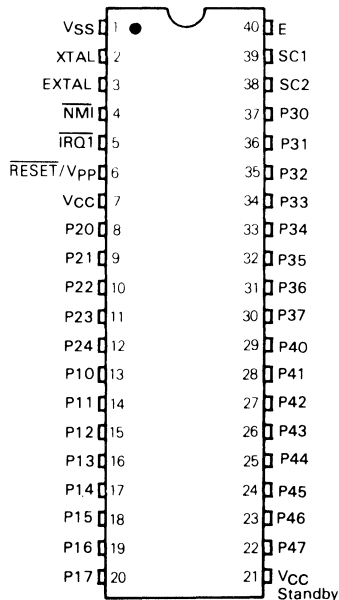 VSS 1 40 E
XTAL 2 39 SC1
EXTAL 3 38 SC2
NMI 4 37 P30
IRQ1 5 36 P31
RESET/VPP 6 35 P32
VCC 7 34 P33
P20 8 33 P34
P21 9 32 P35
P22 10 31 P36
P23 11 30 P37
P24 12 29 P40
P10 13 28 P41
P11 14 27 P42
P12 15 26 P43
P13 16 25 P44
P14 17 24 P45
P15 18 23 P46
P16 19 22 P47
P17 20 21 VCC
Standby